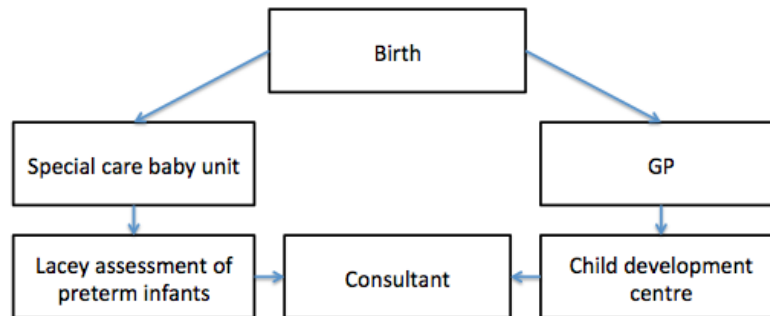 Birth
Special care baby unit
GP
Lacey assessment of
preterm infants
Consultant
Child development
centre